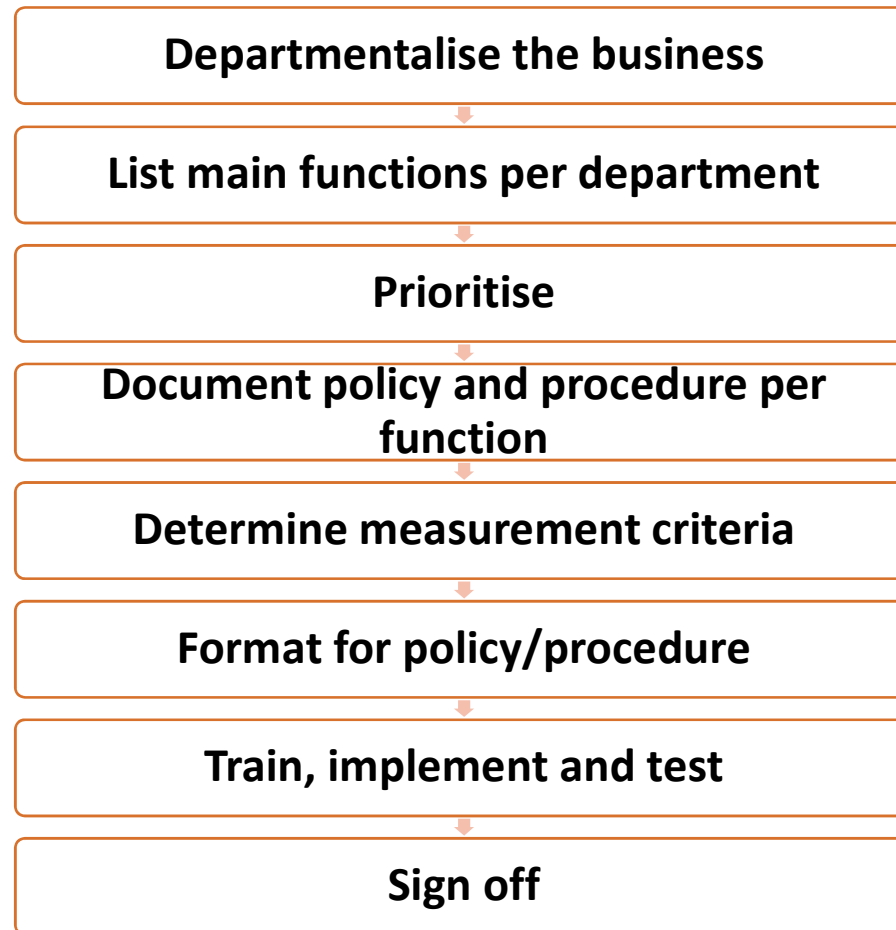 Departmentalise the business
List main functions per department
Prioritise
Document policy and procedure per
function
Determine measurement criteria
Format for policy/procedure
Train, implement and test
Sign off